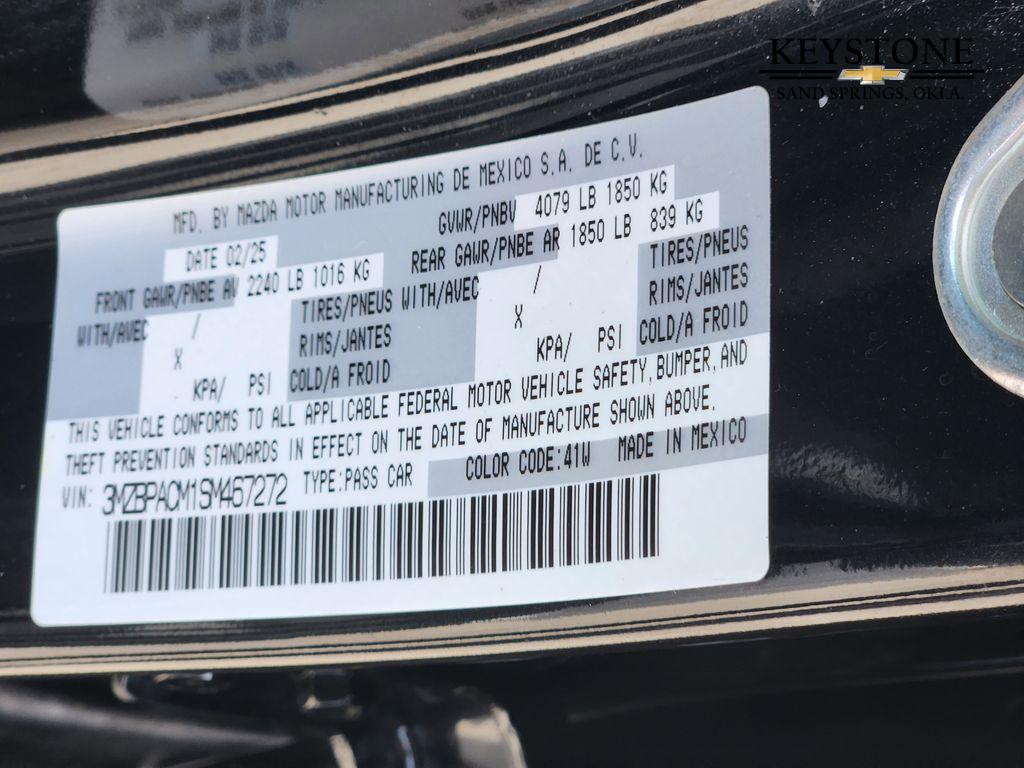 KEYSTONE
SAND SPRINGS, OKLA.
MFD. BY MAZDA MOTOR MANUFACTURING DE MEXICO S.A. DE C.V.
DATE 02/25 GVWR/PNBV 4079 LB 1850 KG
FRONT GAWR/PNBE AV 2240 LB 1016 KG REAR GAWR/PNBE AR 1850 LB 839 KG
WITH/AVEC / TIRES/PNEUS WITH/AVEC / TIRES/PNEUS
X RIMS/JANTES X RIMS/JANTES
KPA/ PSI COLD/A FROID KPA/ PSI COLD/A FROID
THIS VEHICLE CONFORMS TO ALL APPLICABLE FEDERAL MOTOR VEHICLE SAFETY, BUMPER, AND
THEFT PREVENTION STANDARDS IN EFFECT ON THE DATE OF MANUFACTURE SHOWN ABOVE.
VIN: 3MZBPACM1SM467272 TYPE:PASS CAR COLOR CODE:41W MADE IN MEXICO